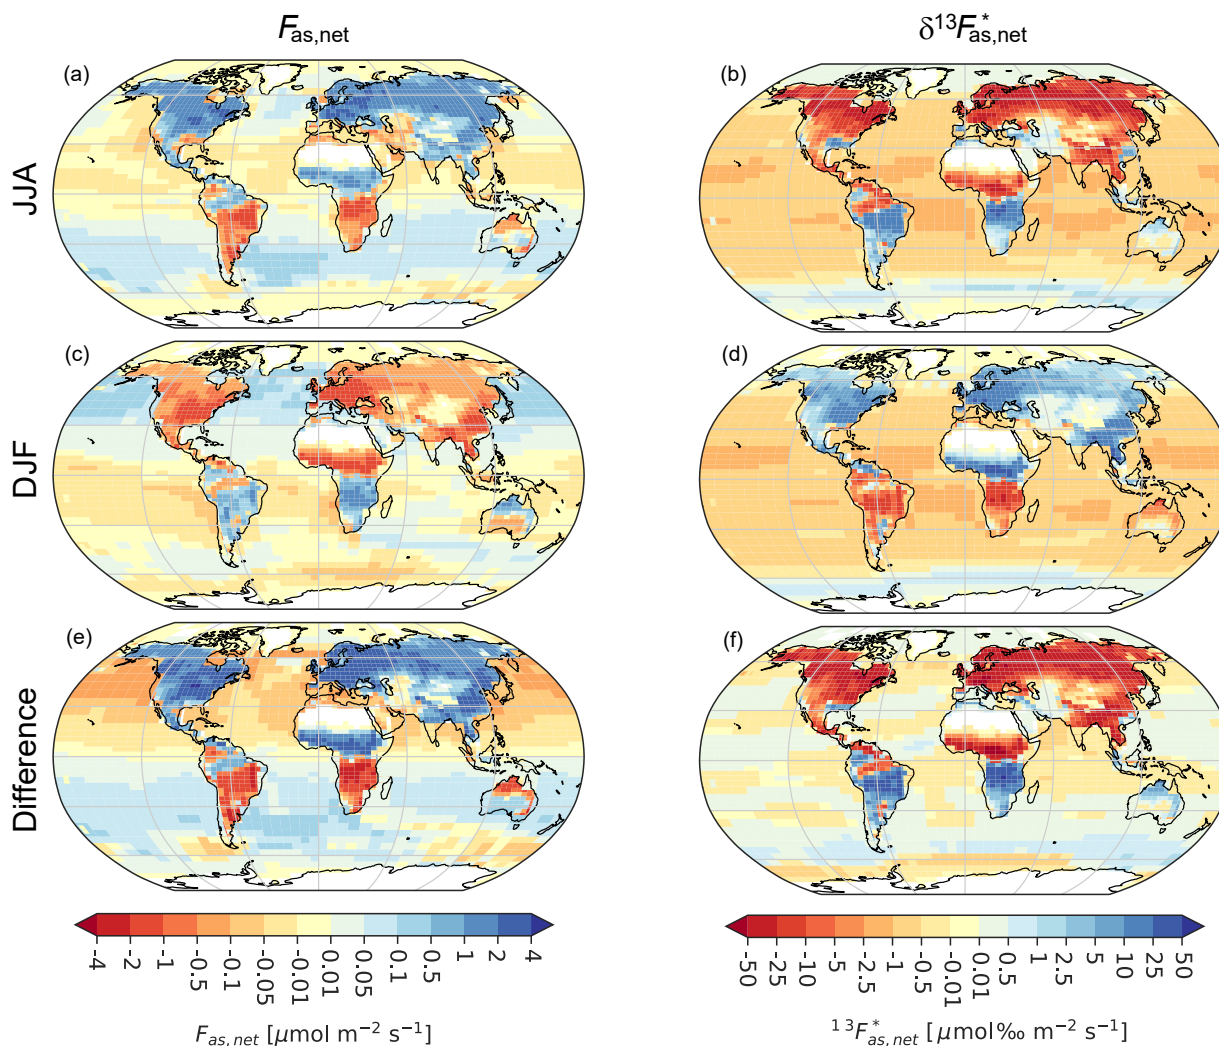 F_as,net
δ¹³F*_as,net
(a)
(b)
JJA
(c)
(d)
DJF
(e)
(f)
Difference
-4 -2 -1 -0.5 -0.1 -0.05 -0.01 0.01 0.05 0.1 0.5 1 2 4
-50 -25 -10 -5 -2.5 -1 -0.5 -0.01 0.01 0.5 1 2.5 5 10 25 50
F_as,net [μmol m⁻² s⁻¹]
¹³F*_as,net [μmol‰ m⁻² s⁻¹]